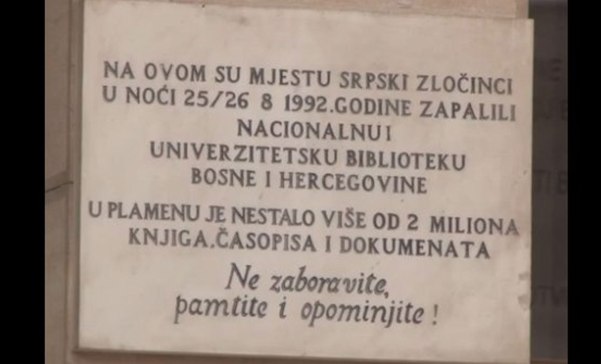 NA OVOM SU MJESTU SRPSKI ZLOČINCI
U NOĆI 25/26 8 1992.GODINE ZAPALILI
NACIONALNU I
UNIVERZITETSKU BIBLIOTEKU
BOSNE I HERCEGOVINE
U PLAMENU JE NESTALO VIŠE OD 2 MILIONA
KNJIGA.ČASOPISA I DOKUMENATA
Ne zaboravite,
pamtite i opominjite !